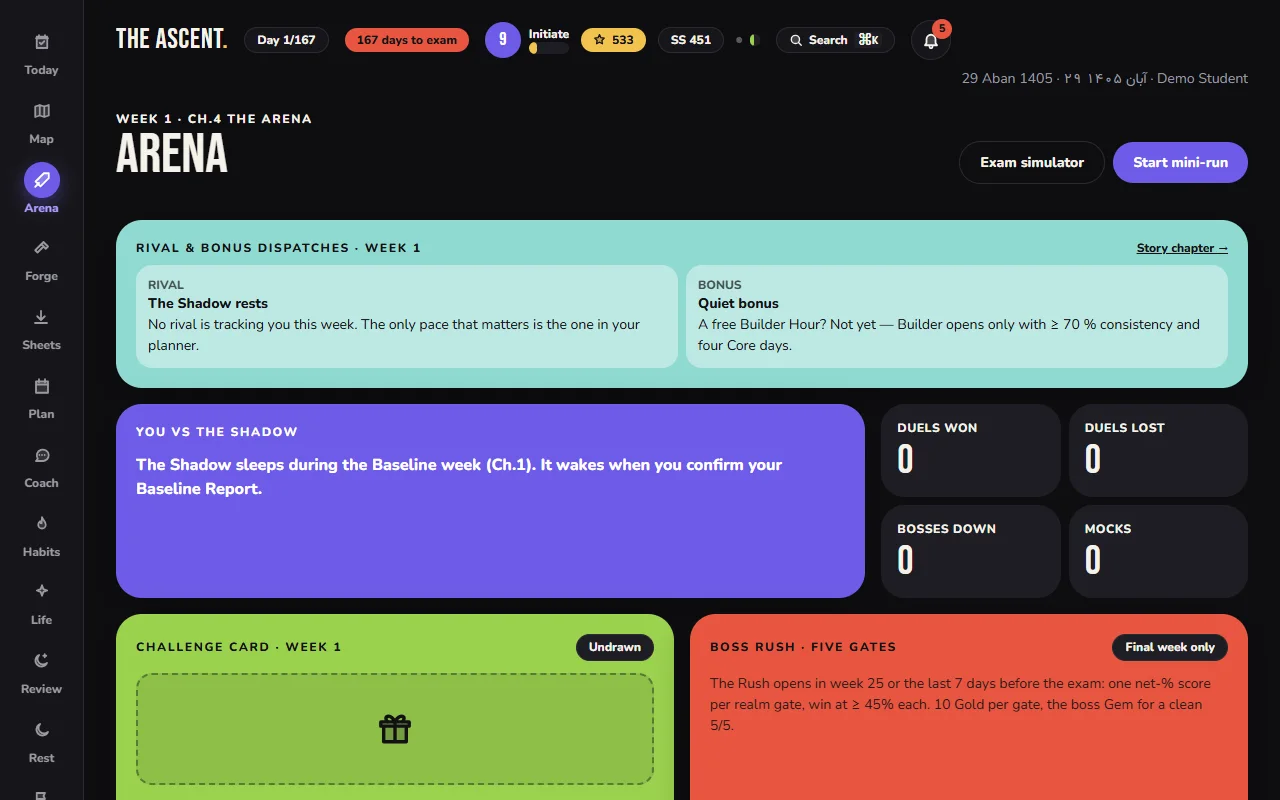 THE ASCENT.
Day 1/167
167 days to exam
9
Initiate
533
SS 451
Search ⌘K
5
29 Aban 1405 · ۲۹ آبان ۱۴۰۵ · Demo Student
Today
Map
Arena
Forge
Sheets
Plan
Coach
Habits
Life
Review
Rest
WEEK 1 · CH.4 THE ARENA
ARENA
Exam simulator
Start mini-run
RIVAL & BONUS DISPATCHES · WEEK 1
Story chapter →
RIVAL
The Shadow rests
No rival is tracking you this week. The only pace that matters is the one in your
planner.
BONUS
Quiet bonus
A free Builder Hour? Not yet — Builder opens only with ≥ 70 % consistency and
four Core days.
YOU VS THE SHADOW
The Shadow sleeps during the Baseline week (Ch.1). It wakes when you confirm your
Baseline Report.
DUELS WON
0
DUELS LOST
0
BOSSES DOWN
0
MOCKS
0
CHALLENGE CARD · WEEK 1
Undrawn
BOSS RUSH · FIVE GATES
Final week only
The Rush opens in week 25 or the last 7 days before the exam: one net-% score
per realm gate, win at ≥ 45% each. 10 Gold per gate, the boss Gem for a clean
5/5.